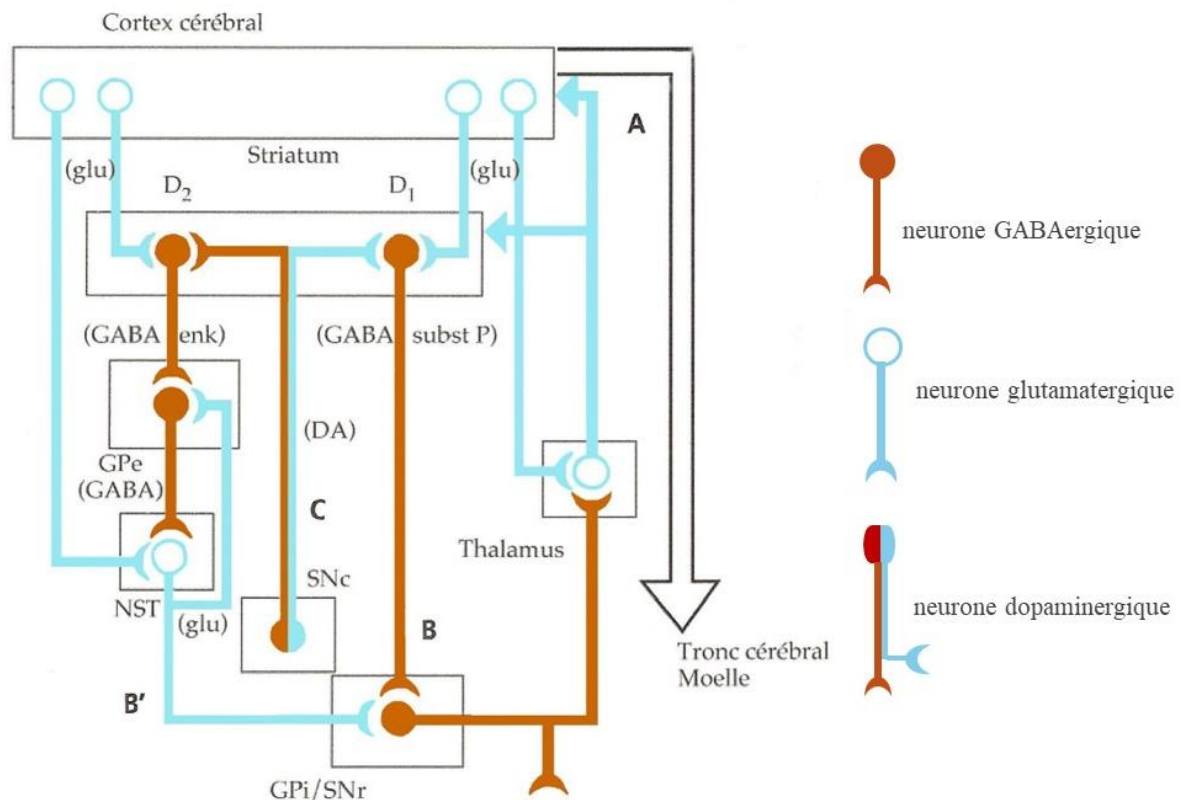 Cortex cérébral
A
Striatum
(glu)
(glu)
D2
D1
neurone GABAergique
(GABA enk)
(GABA subst P)
neurone glutamatergique
(DA)
GPe
(GABA)
C
Thalamus
SNc
NST
(glu)
neurone dopaminergique
B
Tronc cérébral
Moelle
B'
GPi/SNr